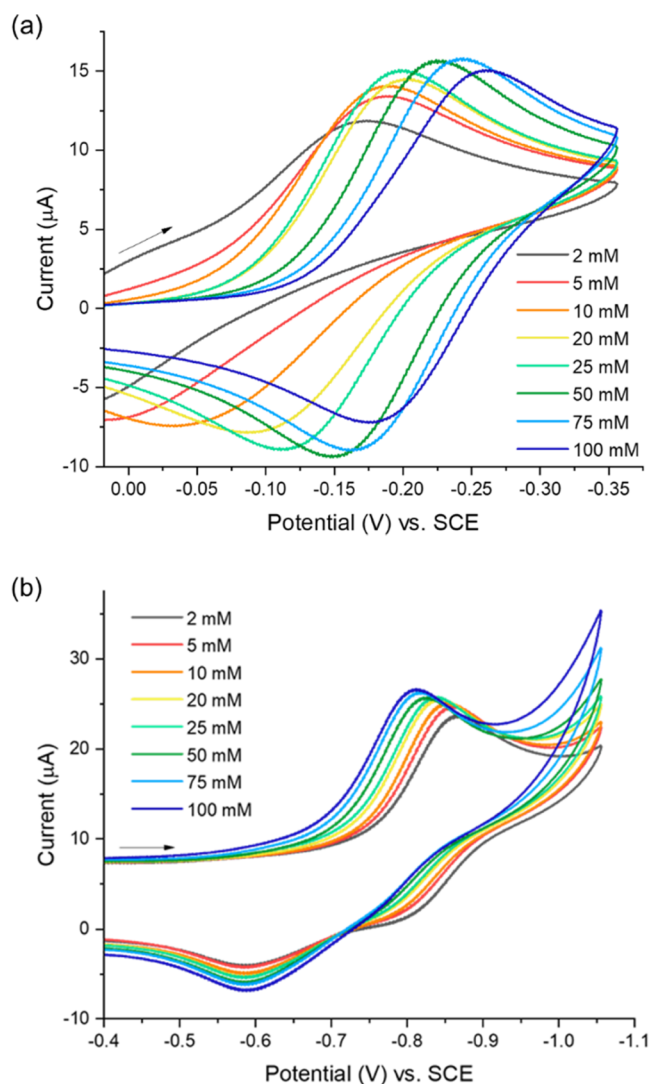 (a)
15
10
5
0
-5
-10
Current (μA)
2 mM
5 mM
10 mM
20 mM
25 mM
50 mM
75 mM
100 mM
0.00 -0.05 -0.10 -0.15 -0.20 -0.25 -0.30 -0.35
Potential (V) vs. SCE
(b)
30
20
10
0
-10
Current (μA)
2 mM
5 mM
10 mM
20 mM
25 mM
50 mM
75 mM
100 mM
-0.4 -0.5 -0.6 -0.7 -0.8 -0.9 -1.0 -1.1
Potential (V) vs. SCE